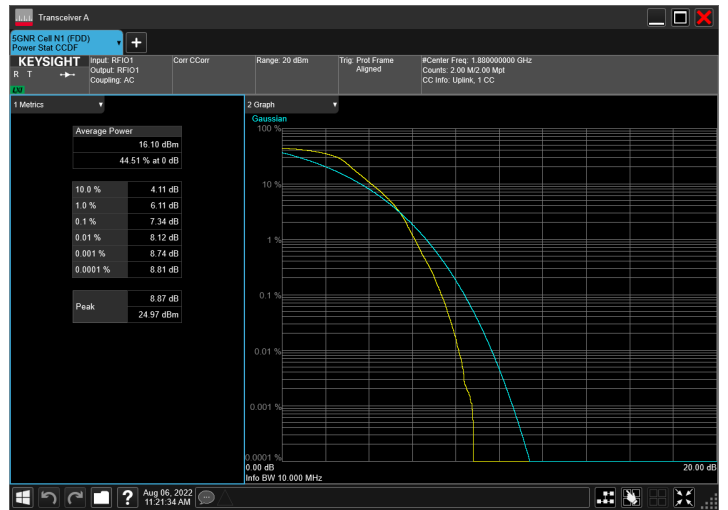 Transceiver A
5GNR Cell N1 (FDD)
Power Stat CCDF
KEYSIGHT
R T
LXI
Input: RFIO1
Output: RFIO1
Coupling: AC
Corr CCorr
Range: 20 dBm
Trig: Prot Frame
Aligned
#Center Freq: 1.880000000 GHz
Counts: 2.00 M/2.00 Mpt
CC Info: Uplink, 1 CC
1 Metrics
Average Power
16.10 dBm
44.51 % at 0 dB
10.0 % 4.11 dB
1.0 % 6.11 dB
0.1 % 7.34 dB
0.01 % 8.12 dB
0.001 % 8.74 dB
0.0001 % 8.81 dB
Peak
8.87 dB
24.97 dBm
2 Graph
Gaussian
100 %
10 %
1 %
0.1 %
0.01 %
0.001 %
0.0001 %
0.00 dB
20.00 dB
Info BW 10.000 MHz
Aug 06, 2022
11:21:34 AM